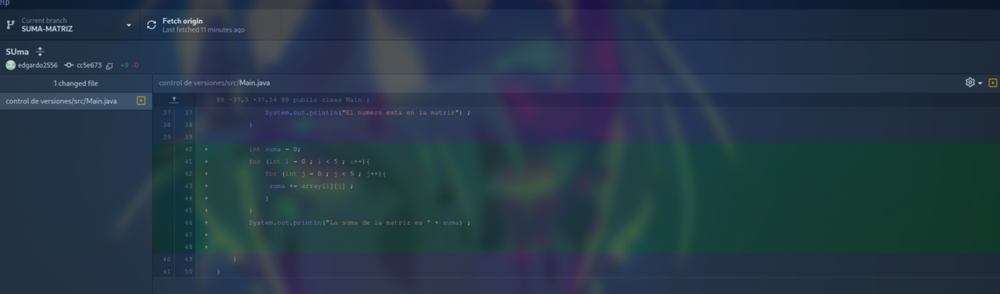 elp
Current branch
SUMA-MATRIZ
Fetch origin
Last fetched 11 minutes ago
SUma
edgardo2556 cc5e673 +9 -0
1 changed file
control de versiones/src/Main.java
control de versiones/src/Main.java
@@ -37,5 +37,14 @@ public class Main {
37 37 System.out.println("El numero esta en la matriz") ;
38 38 }
39 39
40 + int suma = 0;
41 + for (int i = 0 ; i < 5 ; i++){
42 + for (int j = 0 ; j < 5 ; j++){
43 + suma += array[i][j] ;
44 + }
45 + }
46 + System.out.println("La suma de la matriz es " + suma) ;
47 +
48 +
40 49 }
41 50 }